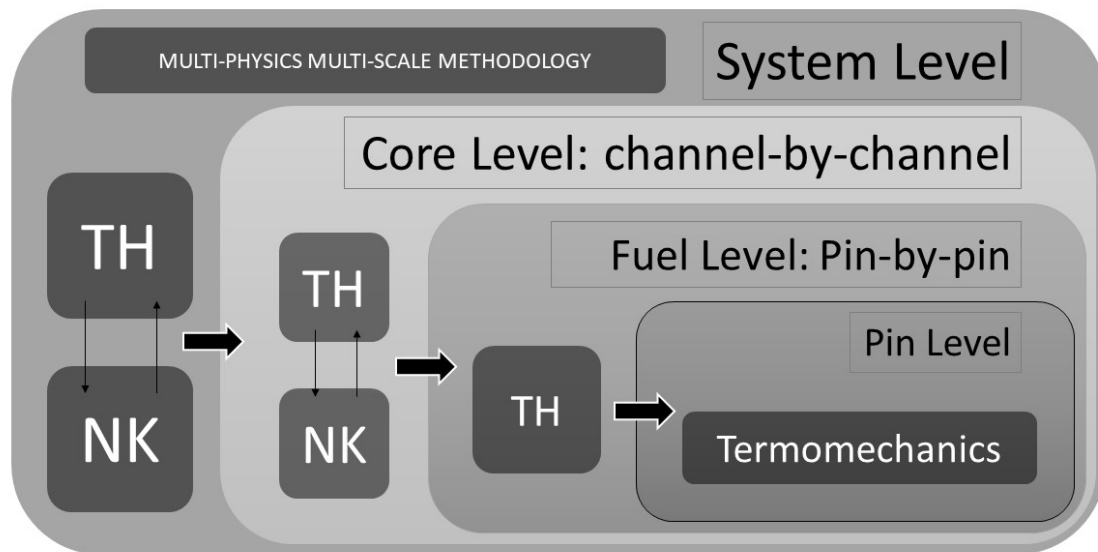 MULTI-PHYSICS MULTI-SCALE METHODOLOGY
System Level
Core Level: channel-by-channel
Fuel Level: Pin-by-pin
Pin Level
TH
NK
TH
NK
TH
Termomechanics